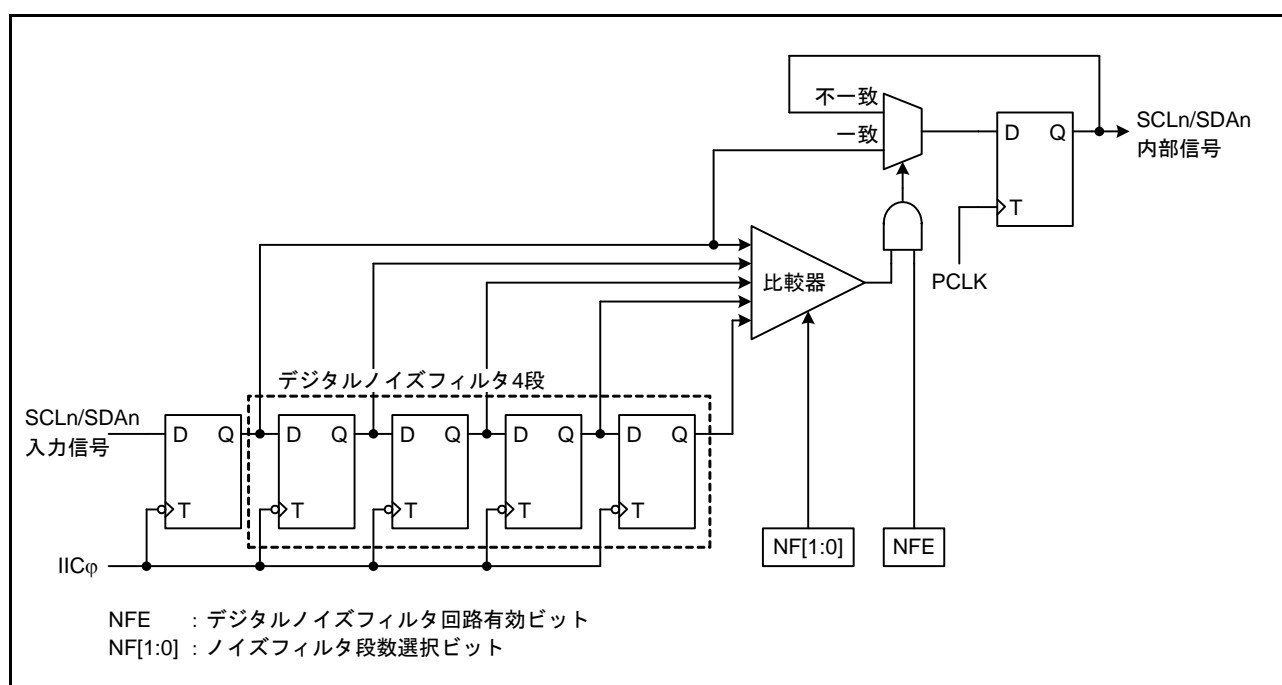 不一致
一致
D Q
T
SCLn/SDAn
内部信号
PCLK
比較器
デジタルノイズフィルタ4段
SCLn/SDAn
入力信号
D Q
T
D Q
T
D Q
T
D Q
T
D Q
T
NF[1:0]
NFE
IICφ
NFE :デジタルノイズフィルタ回路有効ビット
NF[1:0] :ノイズフィルタ段数選択ビット